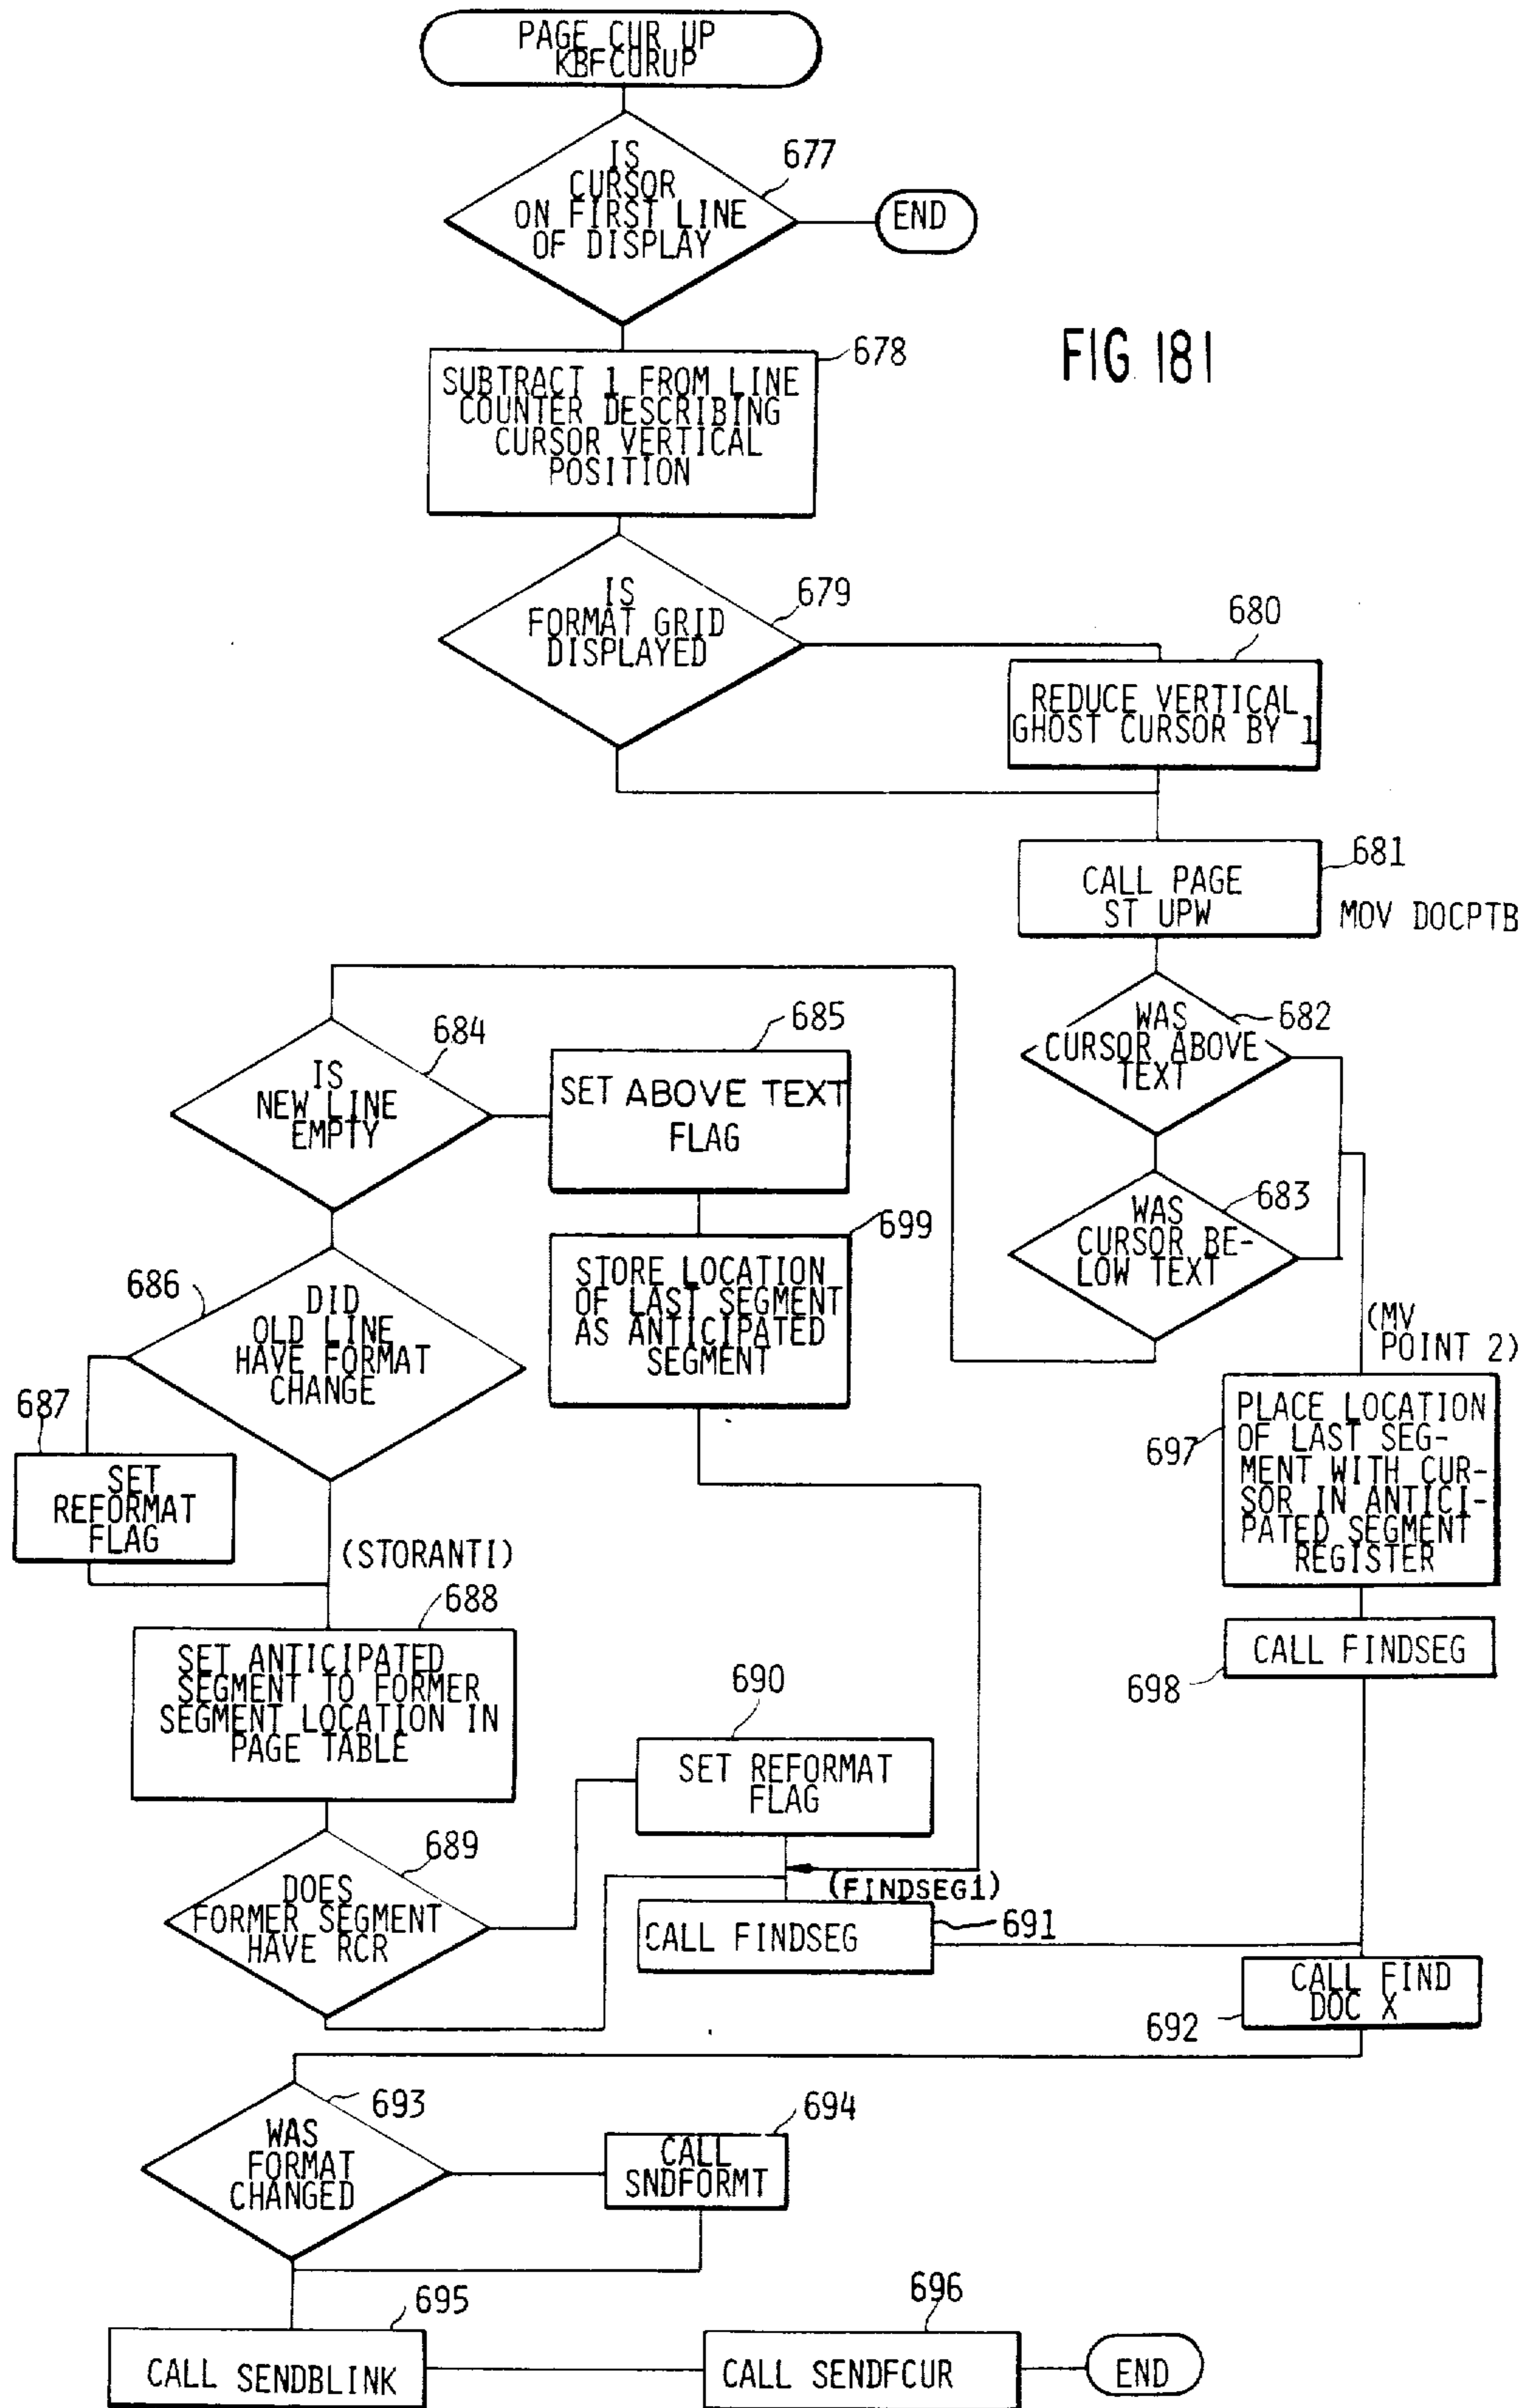 PAGE CUR UP
KBFCURUP
IS
CURSOR
ON FIRST LINE
OF DISPLAY
677
END
FIG 181
678
SUBTRACT 1 FROM LINE
COUNTER DESCRIBING
CURSOR VERTICAL
POSITION
IS
FORMAT GRID
DISPLAYED
679
680
REDUCE VERTICAL
GHOST CURSOR BY 1
681
CALL PAGE
ST UPW
MOV DOCPTB
WAS
CURSOR ABOVE
TEXT
682
WAS
CURSOR BE-
LOW TEXT
683
IS
NEW LINE
EMPTY
684
685
SET ABOVE TEXT
FLAG
699
STORE LOCATION
OF LAST SEGMENT
AS ANTICIPATED
SEGMENT
686
DID
OLD LINE
HAVE FORMAT
CHANGE
687
SET
REFORMAT
FLAG
(STORANTI)
688
SET ANTICIPATED
SEGMENT TO FORMER
SEGMENT LOCATION IN
PAGE TABLE
(MV
POINT 2)
697
PLACE LOCATION
OF LAST SEG-
MENT WITH CUR-
SOR IN ANTICI-
PATED SEGMENT
REGISTER
CALL FINDSEG
698
690
SET REFORMAT
FLAG
689
DOES
FORMER SEGMENT
HAVE RCR
(FINDSEG1)
CALL FINDSEG
691
CALL FIND
DOC X
692
693
WAS
FORMAT
CHANGED
694
CALL
SNDFORMT
695
CALL SENDBLINK
696
CALL SENDFCUR
END